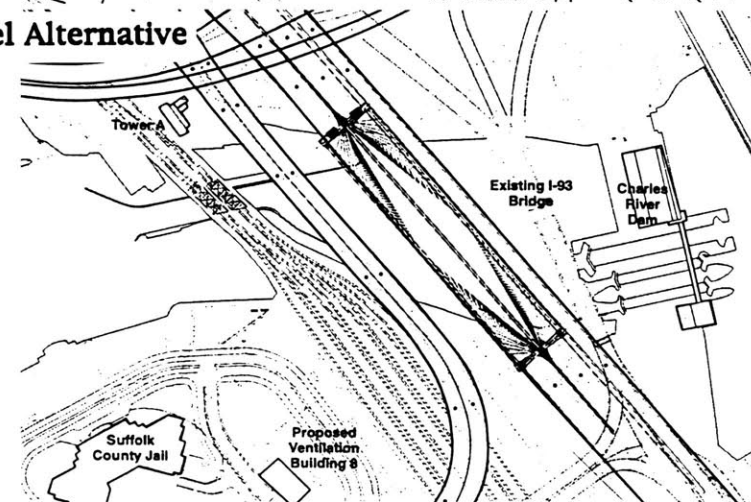 el Alternative
Tower A
Existing I-93
Bridge
Charles
River
Dam
Suffolk
County Jail
Proposed
Ventilation
Building 8